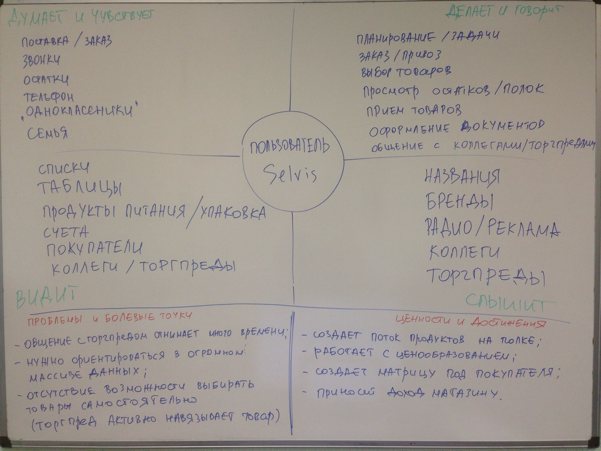 ДУМАЕТ И ЧУВСТВУЕТ
ПОСТАВКА / ЗАКАЗ
ЗВОНКИ
ОСТАТКИ
ТЕЛЕФОН
"ОДНОКЛАССНИКИ"
СЕМЬЯ
ДЕЛАЕТ И ГОВОРИТ
ПЛАНИРОВАНИЕ / ЗАДАЧИ
ЗАКАЗ / ПРИВОЗ
ВЫБОР ТОВАРОВ
ПРОСМОТР ОСТАТКОВ / ПОЛОК
ПРИЕМ ТОВАРОВ
ОФОРМЛЕНИЕ ДОКУМЕНТОВ
ОБЩЕНИЕ С КОЛЛЕГАМИ/ТОРГПРЕДАМИ
ПОЛЬЗОВАТЕЛЬ
Selvis
СПИСКИ
ТАБЛИЦЫ
ПРОДУКТЫ ПИТАНИЯ / УПАКОВКА
СЧЕТА
ПОКУПАТЕЛИ
КОЛЛЕГИ / ТОРГПРЕДЫ
ВИДИТ
НАЗВАНИЯ
БРЕНДЫ
РАДИО / РЕКЛАМА
КОЛЛЕГИ
ТОРГПРЕДЫ
СЛЫШИТ
ПРОБЛЕМЫ И БОЛЕВЫЕ ТОЧКИ
- ОБЩЕНИЕ С ТОРГПРЕДОМ ОТНИМАЕТ МНОГО ВРЕМЕНИ;
- НУЖНО ОРИЕНТИРОВАТЬСЯ В ОГРОМНОМ
МАССИВЕ ДАННЫХ;
- ОТСУТСТВИЕ ВОЗМОЖНОСТИ ВЫБИРАТЬ
ТОВАРЫ САМОСТОЯТЕЛЬНО
(ТОРГПРЕД АКТИВНО НАВЯЗЫВАЕТ ТОВАР)
ЦЕННОСТИ И ДОСТИЖЕНИЯ
- СОЗДАЕТ ПОТОК ПРОДУКТОВ НА ПОЛКЕ;
- РАБОТАЕТ С ЦЕНООБРАЗОВАНИЕМ;
- СОЗДАЕТ МАТРИЦУ ПОД ПОКУПАТЕЛЯ;
- ПРИНОСИТ ДОХОД МАГАЗИНУ.